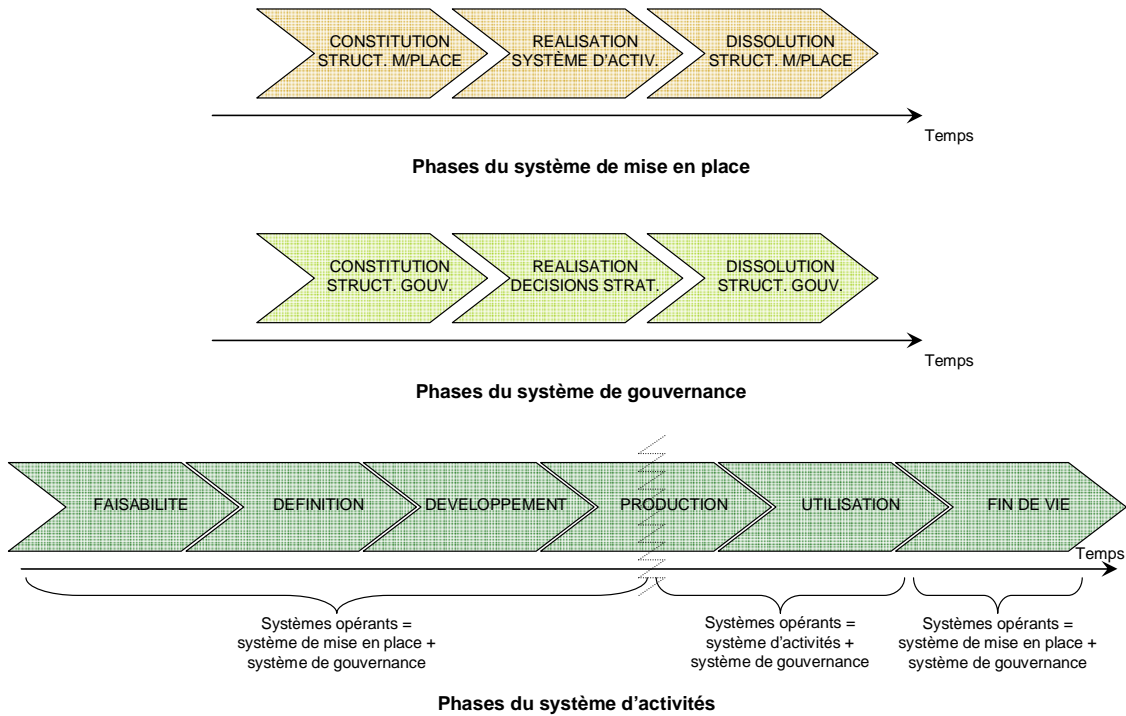 CONSTITUTION
STRUCT. M/PLACE
REALISATION
SYSTÈME D'ACTIV.
DISSOLUTION
STRUCT. M/PLACE
Temps
Phases du système de mise en place
CONSTITUTION
STRUCT. GOUV.
REALISATION
DECISIONS STRAT.
DISSOLUTION
STRUCT. GOUV.
Temps
Phases du système de gouvernance
FAISABILITE
DEFINITION
DEVELOPPEMENT
PRODUCTION
UTILISATION
FIN DE VIE
Temps
Systèmes opérants =
système de mise en place +
système de gouvernance
Systèmes opérants =
système d'activités +
système de gouvernance
Systèmes opérants =
système de mise en place +
système de gouvernance
Phases du système d'activités